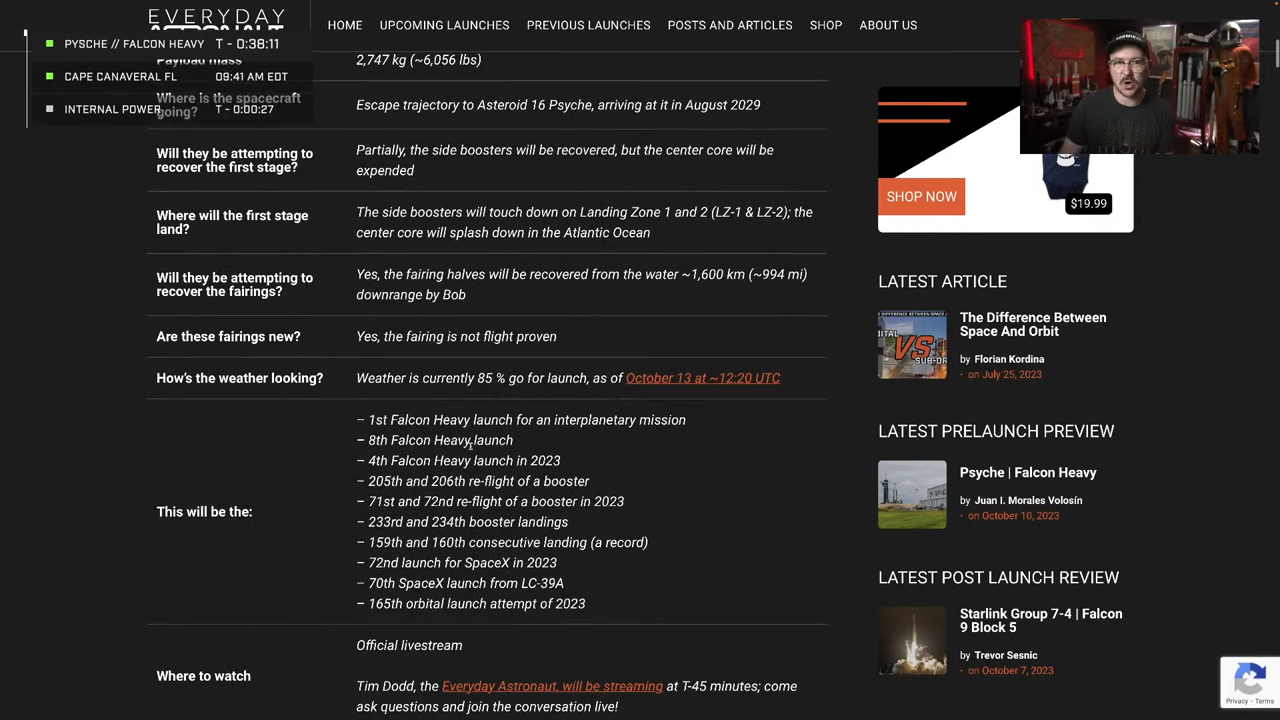 EVERYDAY
ASTRONAUT
HOME
UPCOMING LAUNCHES
PREVIOUS LAUNCHES
POSTS AND ARTICLES
SHOP
ABOUT US
PYSCHE // FALCON HEAVY T - 0:38:11
CAPE CANAVERAL FL 09:41 AM EDT
INTERNAL POWER T - 0:00:27
Payload mass
2.747 kg (~6,056 lbs)
Where is the spacecraft
going?
Escape trajectory to Asteroid 16 Psyche, arriving at it in August 2029
Will they be attempting to
recover the first stage?
Partially, the side boosters will be recovered, but the center core will be
expended
Where will the first stage
land?
The side boosters will touch down on Landing Zone 1 and 2 (LZ-1 & LZ-2); the
center core will splash down in the Atlantic Ocean
Will they be attempting to
recover the fairings?
Yes, the fairing halves will be recovered from the water ~1,600 km (~994 mi)
downrange by Bob
Are these fairings new?
Yes, the fairing is not flight proven
How's the weather looking?
Weather is currently 85 % go for launch, as of October 13 at ~12:20 UTC
This will be the:
– 1st Falcon Heavy launch for an interplanetary mission
– 8th Falcon Heavy launch
– 4th Falcon Heavy launch in 2023
– 205th and 206th re-flight of a booster
– 71st and 72nd re-flight of a booster in 2023
– 233rd and 234th booster landings
– 159th and 160th consecutive landing (a record)
– 72nd launch for SpaceX in 2023
– 70th SpaceX launch from LC-39A
– 165th orbital launch attempt of 2023
Where to watch
Official livestream
Tim Dodd, the Everyday Astronaut will be streaming at T-45 minutes; come
ask questions and join the conversation live!
SHOP NOW
$19.99
LATEST ARTICLE
The Difference Between
Space And Orbit
by Florian Kordina
on July 25, 2023
LATEST PRELAUNCH PREVIEW
Psyche | Falcon Heavy
by Juan I. Morales Volosín
on October 10, 2023
LATEST POST LAUNCH REVIEW
Starlink Group 7-4 | Falcon
9 Block 5
by Trevor Sesnic
on October 7, 2023
Privacy - Terms